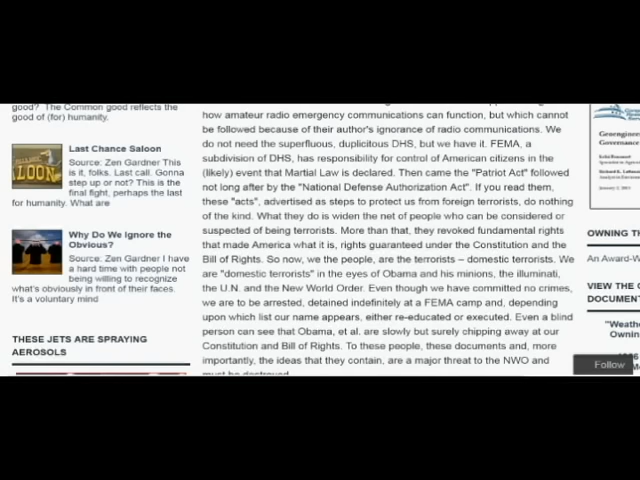 good? The Common good reflects the
good of (for) humanity.
Last Chance Saloon
Source: Zen Gardner This
is it, folks. Last call. Gonna
step up or not? This is the
final fight, perhaps the last
for humanity. What are
Why Do We Ignore the
Obvious?
Source: Zen Gardner I have
a hard time with people not
being willing to recognize
what's obviously in front of their faces.
It's a voluntary mind
THESE JETS ARE SPRAYING
AEROSOLS
how amateur radio emergency communications can function, but which cannot
be followed because of their author's ignorance of radio communications. We
do not need the superfluous, duplicitous DHS, but we have it. FEMA, a
subdivision of DHS, has responsibility for control of American citizens in the
(likely) event that Martial Law is declared. Then came the "Patriot Act" followed
not long after by the "National Defense Authorization Act". If you read them,
these "acts", advertised as steps to protect us from foreign terrorists, do nothing
of the kind. What they do is widen the net of people who can be considered or
suspected of being terrorists. More than that, they revoked fundamental rights
that made America what it is, rights guaranteed under the Constitution and the
Bill of Rights. So now, we the people, are the terrorists – domestic terrorists. We
are "domestic terrorists" in the eyes of Obama and his minions, the illuminati,
the U.N. and the New World Order. Even though we have committed no crimes,
we are to be arrested, detained indefinitely at a FEMA camp and, depending
upon which list our name appears, either re-educated or executed. Even a blind
person can see that Obama, et al. are slowly but surely chipping away at our
Constitution and Bill of Rights. To these people, these documents and, more
importantly, the ideas that they contain, are a major threat to the NWO and
must be destroyed
Geoengineer
Governance
OWNING TH
An Award-W
VIEW THE
DOCUMENT
"Weathe
Ownin
Follow